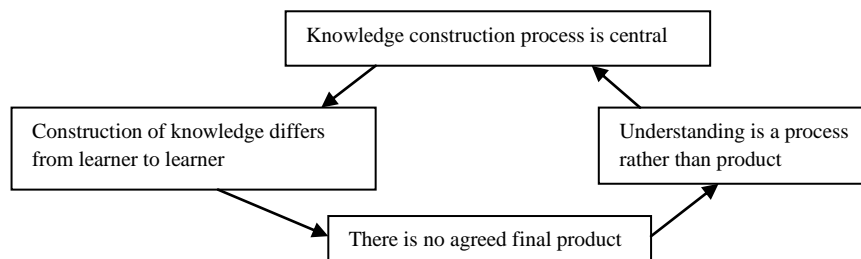 Knowledge construction process is central
Construction of knowledge differs
from learner to learner
Understanding is a process
rather than product
There is no agreed final product